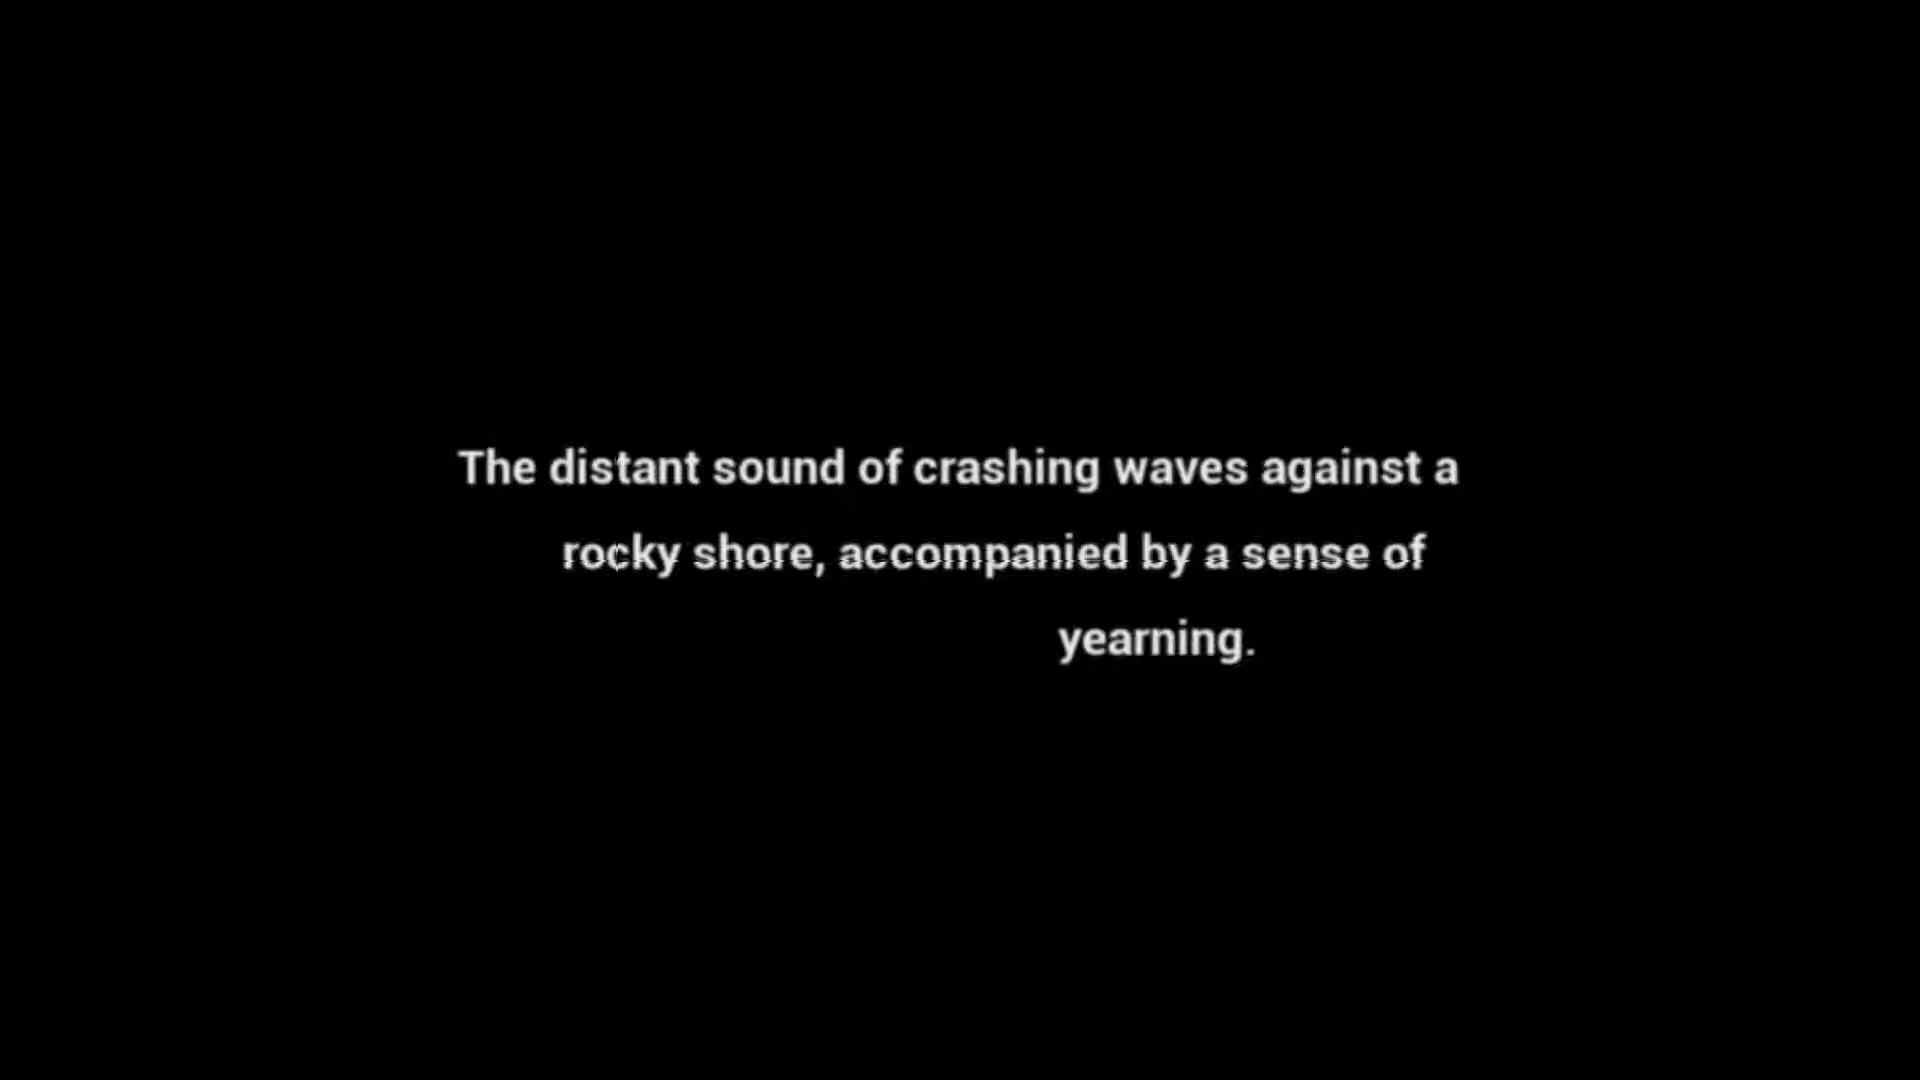 The distant sound of crashing waves against a
rocky shore, accompanied by a sense of
yearning.